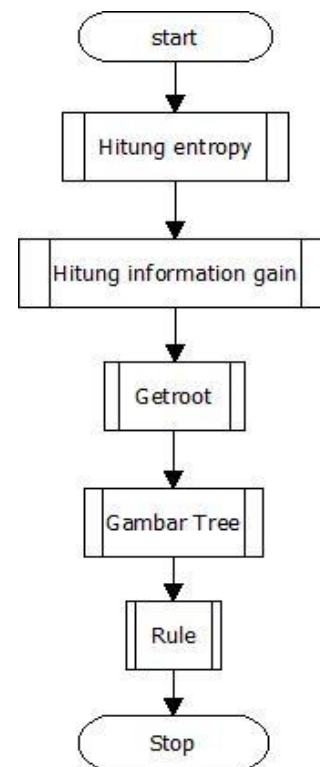 start
Hitung entropy
Hitung information gain
Getroot
Gambar Tree
Rule
Stop